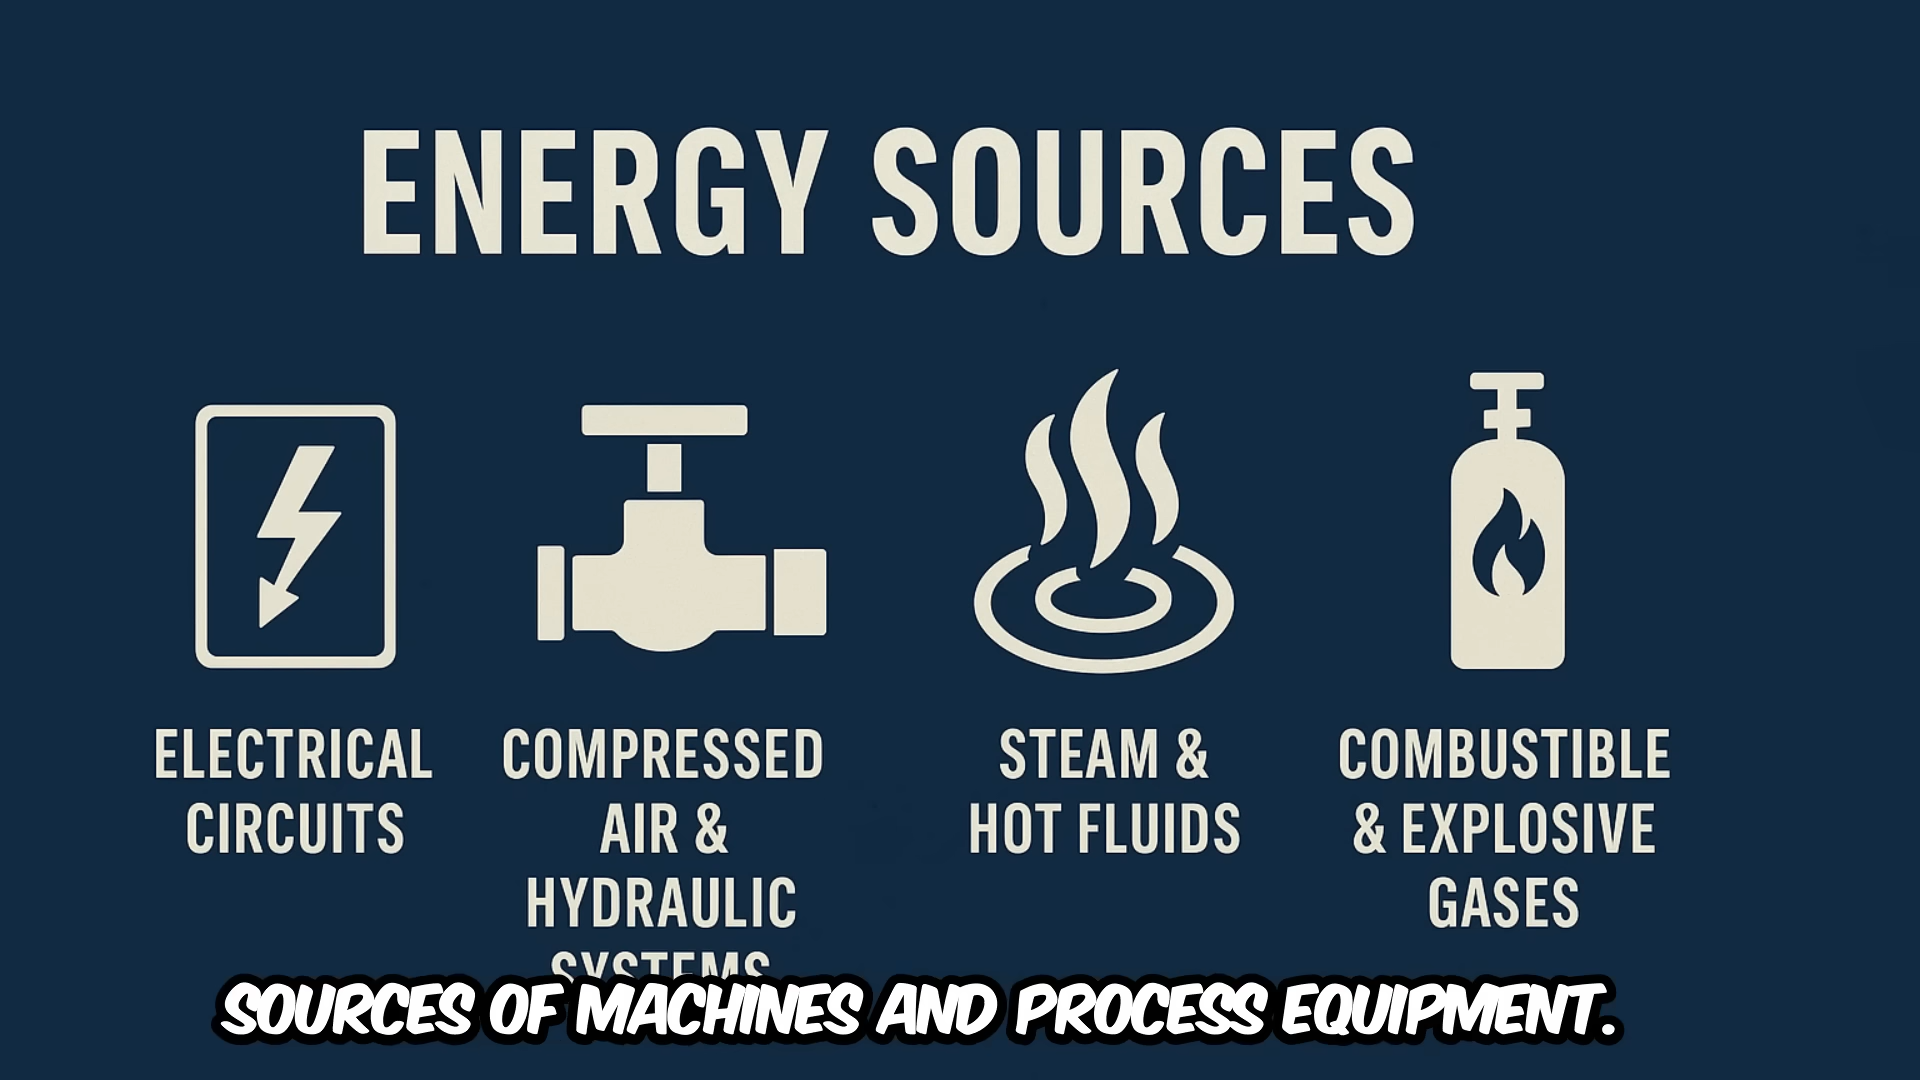 ENERGY SOURCES
ELECTRICAL
CIRCUITS
COMPRESSED
AIR &
HYDRAULIC
SYSTEMS
STEAM &
HOT FLUIDS
COMBUSTIBLE
& EXPLOSIVE
GASES
SOURCES OF MACHINES AND PROCESS EQUIPMENT.